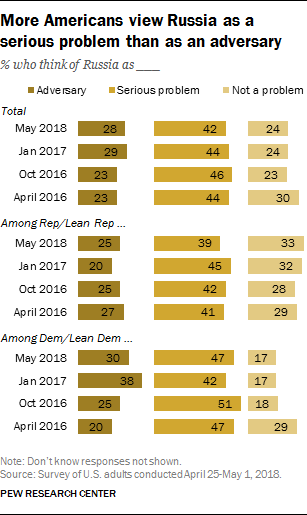 More Americans view Russia as a
serious problem than as an adversary
% who think of Russia as ____
Adversary Serious problem Not a problem
Total
May 2018 28 42 24
Jan 2017 29 44 24
Oct 2016 23 46 23
April 2016 23 44 30
Among Rep/Lean Rep ...
May 2018 25 39 33
Jan 2017 20 45 32
Oct 2016 25 42 28
April 2016 27 41 29
Among Dem/Lean Dem ...
May 2018 30 47 17
Jan 2017 38 42 17
Oct 2016 25 51 18
April 2016 20 47 29
Note: Don't know responses not shown.
Source: Survey of U.S. adults conducted April 25-May 1, 2018.
PEW RESEARCH CENTER